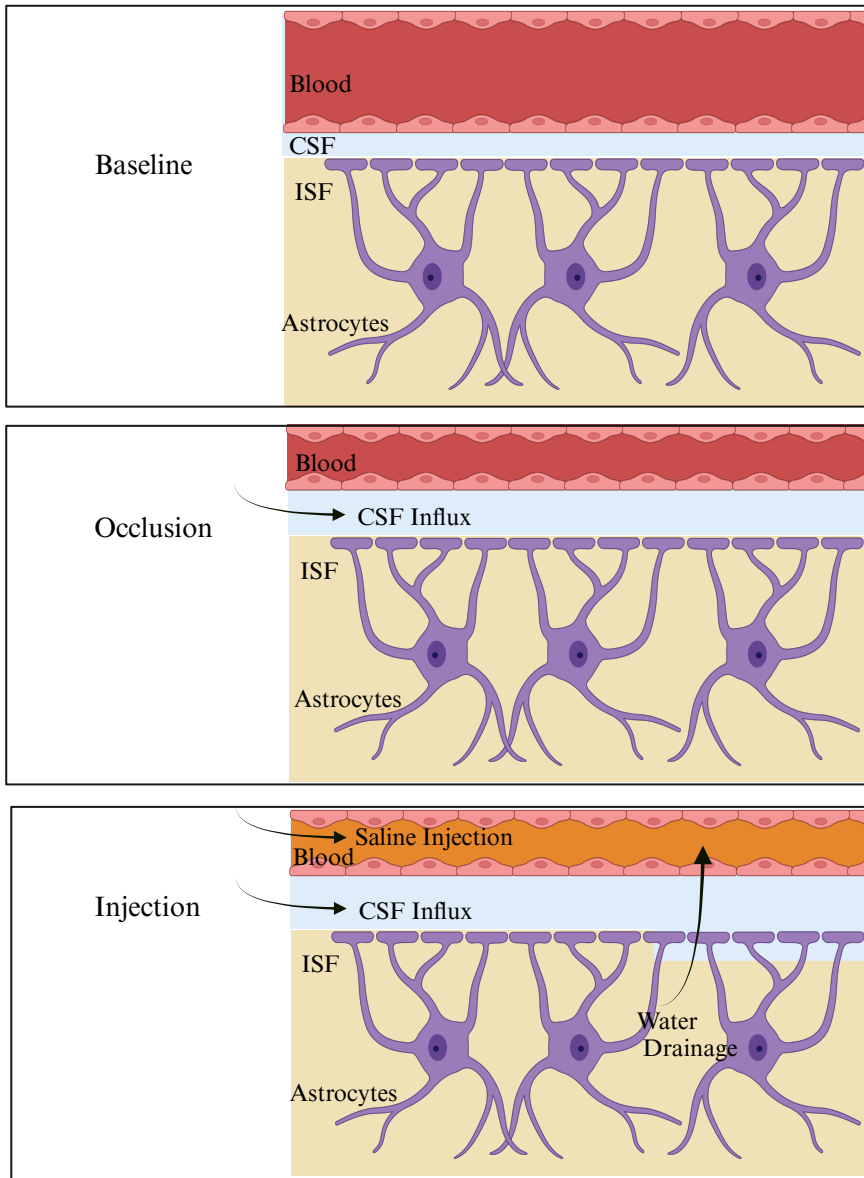 Blood
CSF
Baseline
ISF
Astrocytes
Blood
CSF Influx
Occlusion
ISF
Astrocytes
Saline Injection
Blood
CSF Influx
Injection
ISF
Water
Drainage
Astrocytes